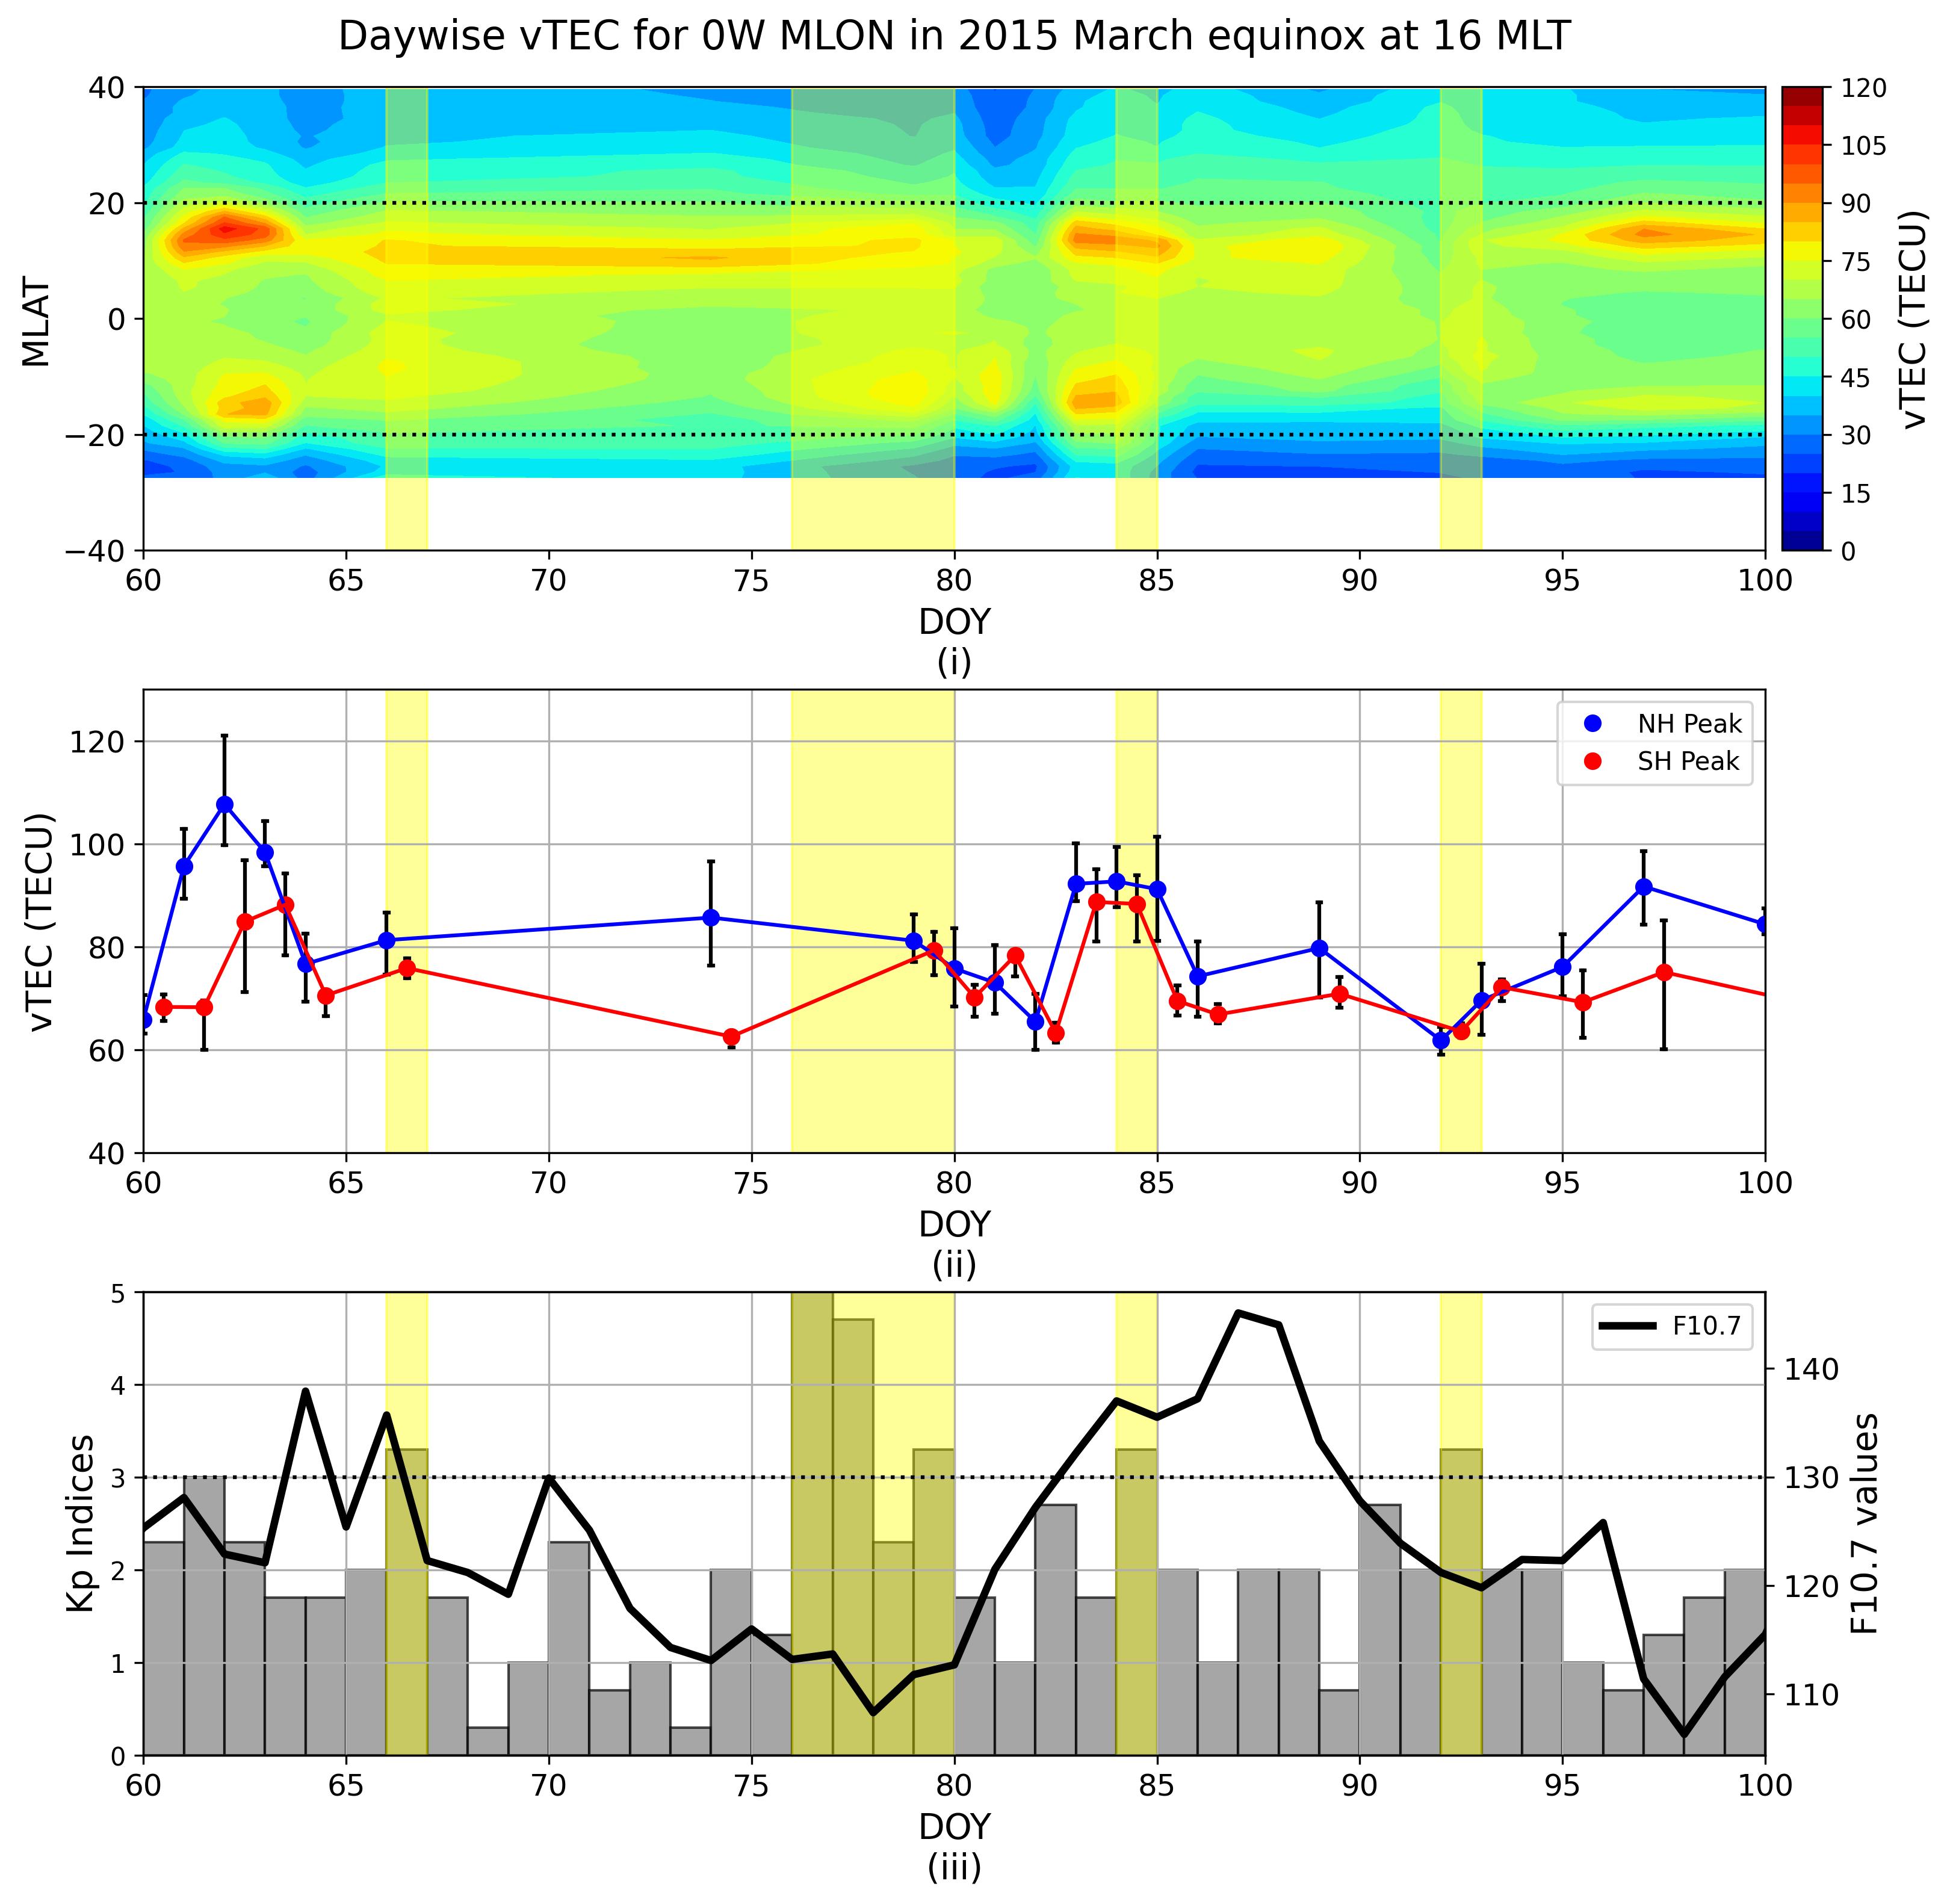 Daywise vTEC for 0W MLON in 2015 March equinox at 16 MLT
40
20
0
−20
−40
MLAT
60 65 70 75 80 85 90 95 100
DOY
(i)
120
105
90
75
60
45
30
15
0
vTEC (TECU)
120
100
80
60
40
vTEC (TECU)
NH Peak
SH Peak
60 65 70 75 80 85 90 95 100
DOY
(ii)
5
4
3
2
1
0
Kp Indices
F10.7
140
130
120
110
F10.7 values
60 65 70 75 80 85 90 95 100
DOY
(iii)